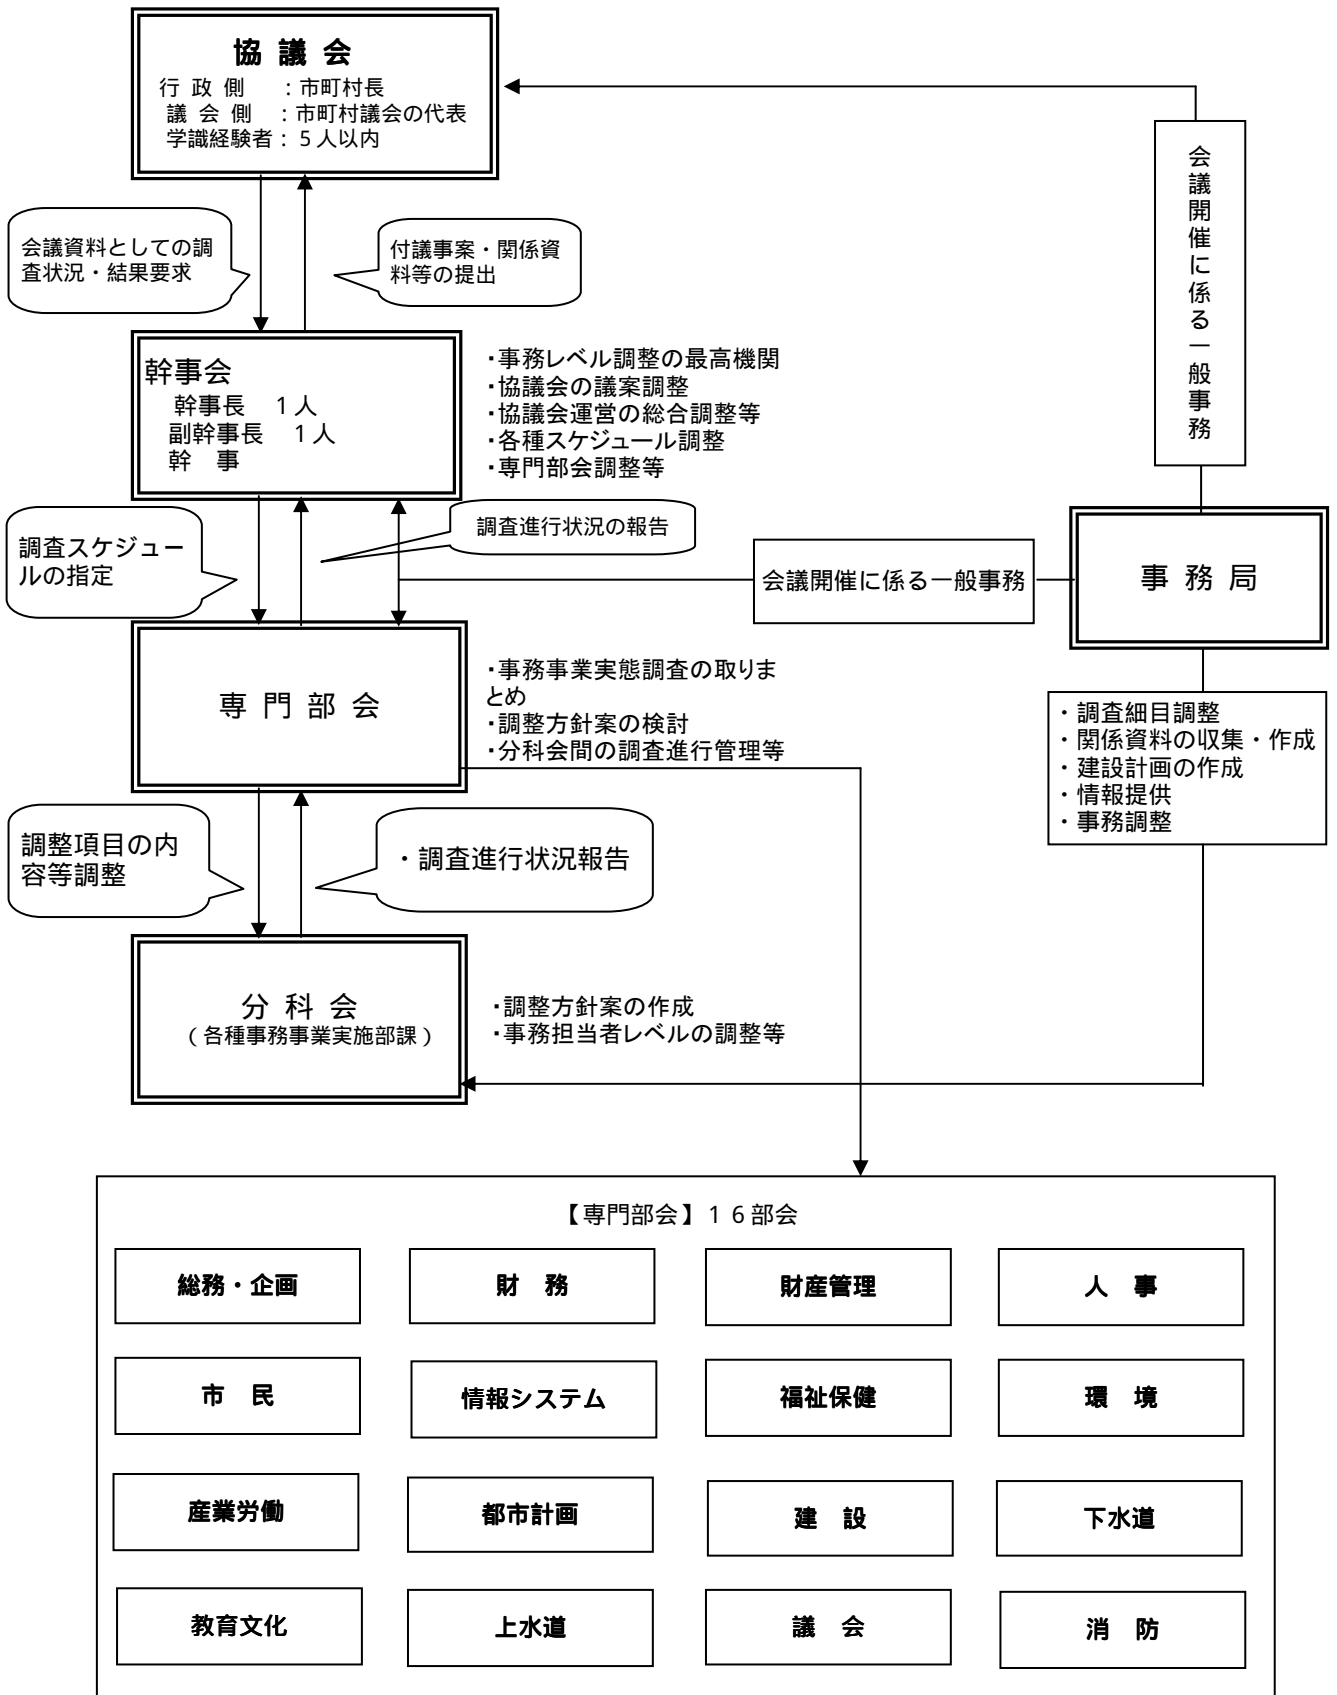 協 議 会
行 政 側　：市町村長
議 会 側　：市町村議会の代表
学識経験者：５人以内
会議開催に係る一般事務
会議資料としての調
査状況・結果要求
付議事案・関係資
料等の提出
幹事会
幹事長　１人
副幹事長　１人
幹　事
・事務レベル調整の最高機関
・協議会の議案調整
・協議会運営の総合調整等
・各種スケジュール調整
・専門部会調整等
調査スケジュー
ルの指定
調査進行状況の報告
会議開催に係る一般事務
事 務 局
専 門 部 会
・事務事業実態調査の取りま
とめ
・調整方針案の検討
・分科会間の調査進行管理等
・調査細目調整
・関係資料の収集・作成
・建設計画の作成
・情報提供
・事務調整
調整項目の内
容等調整
・調査進行状況報告
分 科 会
（各種事務事業実施部課）
・調整方針案の作成
・事務担当者レベルの調整等
【専門部会】１６部会
総務・企画
財　務
財産管理
人　事
市　民
情報システム
福祉保健
環　境
産業労働
都市計画
建　設
下水道
教育文化
上水道
議　会
消　防